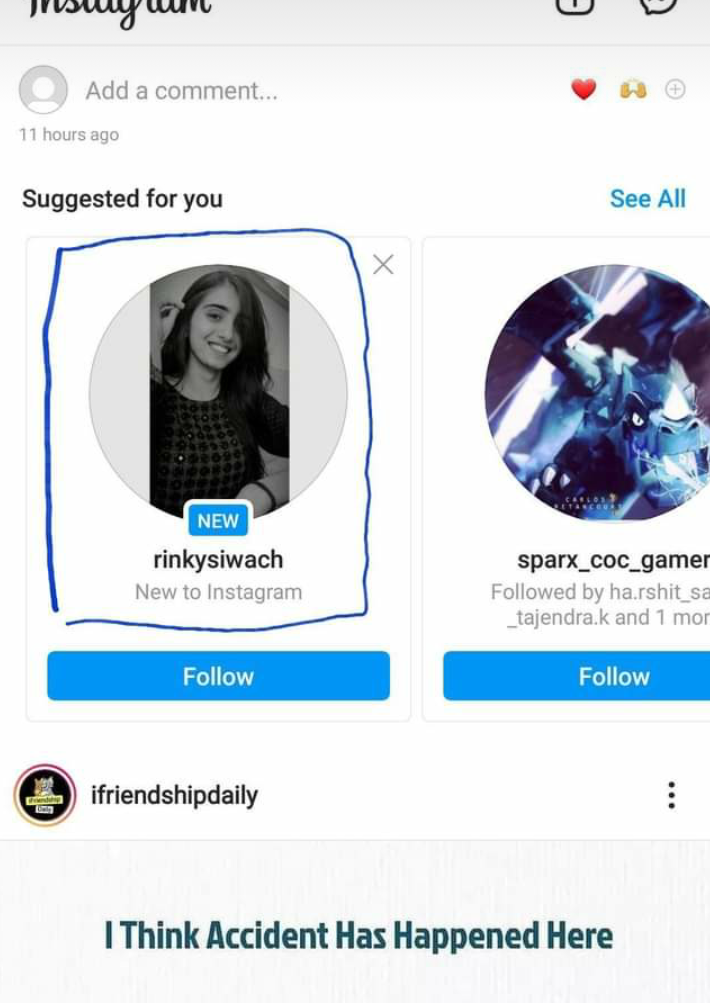 Instagram
Add a comment...
11 hours ago
Suggested for you
See All
NEW
rinkysiwach
New to Instagram
Follow
CARLOS
BETANCOURT
sparx_coc_gamer
Followed by ha.rshit_sa
_tajendra.k and 1 mor
Follow
ifriendship
Daily
ifriendshipdaily
I Think Accident Has Happened Here